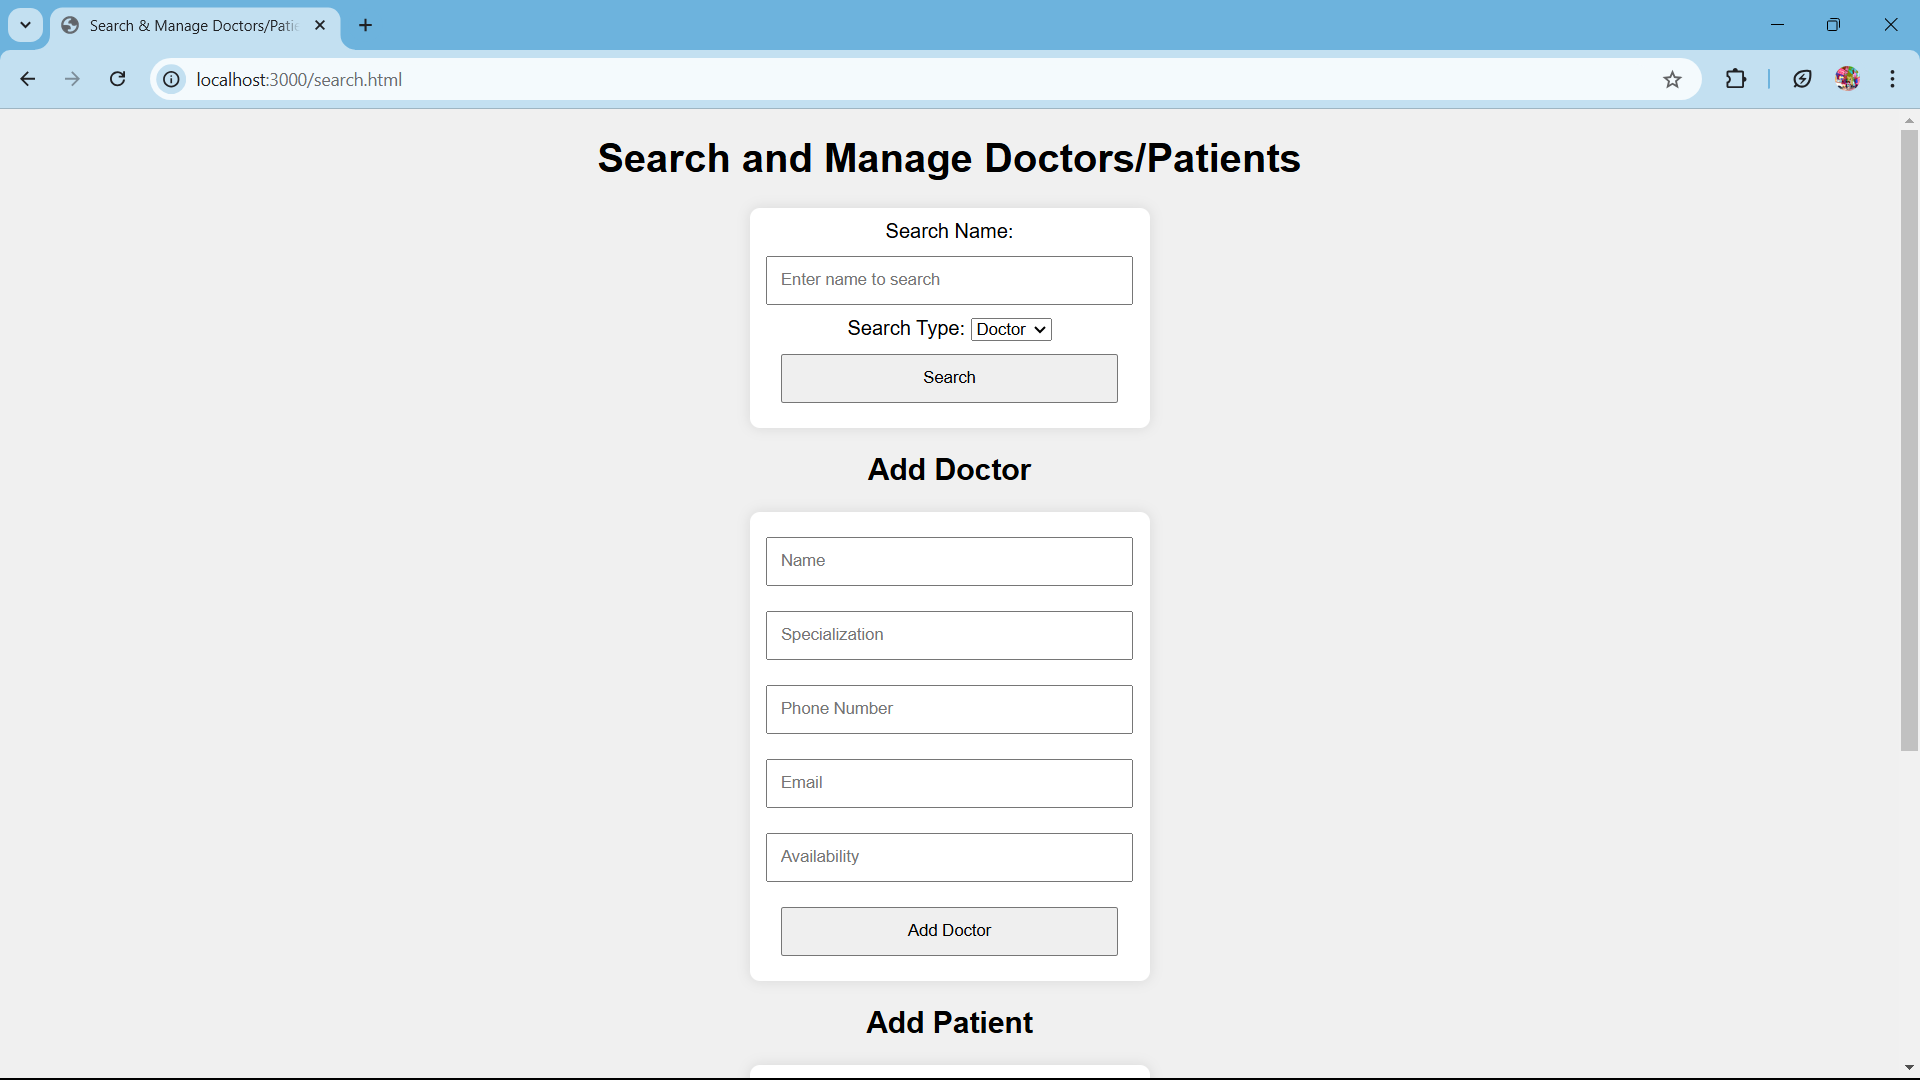 Search & Manage Doctors/Patie
localhost:3000/search.html
Search and Manage Doctors/Patients
Search Name:
Enter name to search
Search Type: Doctor
Search
Add Doctor
Name
Specialization
Phone Number
Email
Availability
Add Doctor
Add Patient